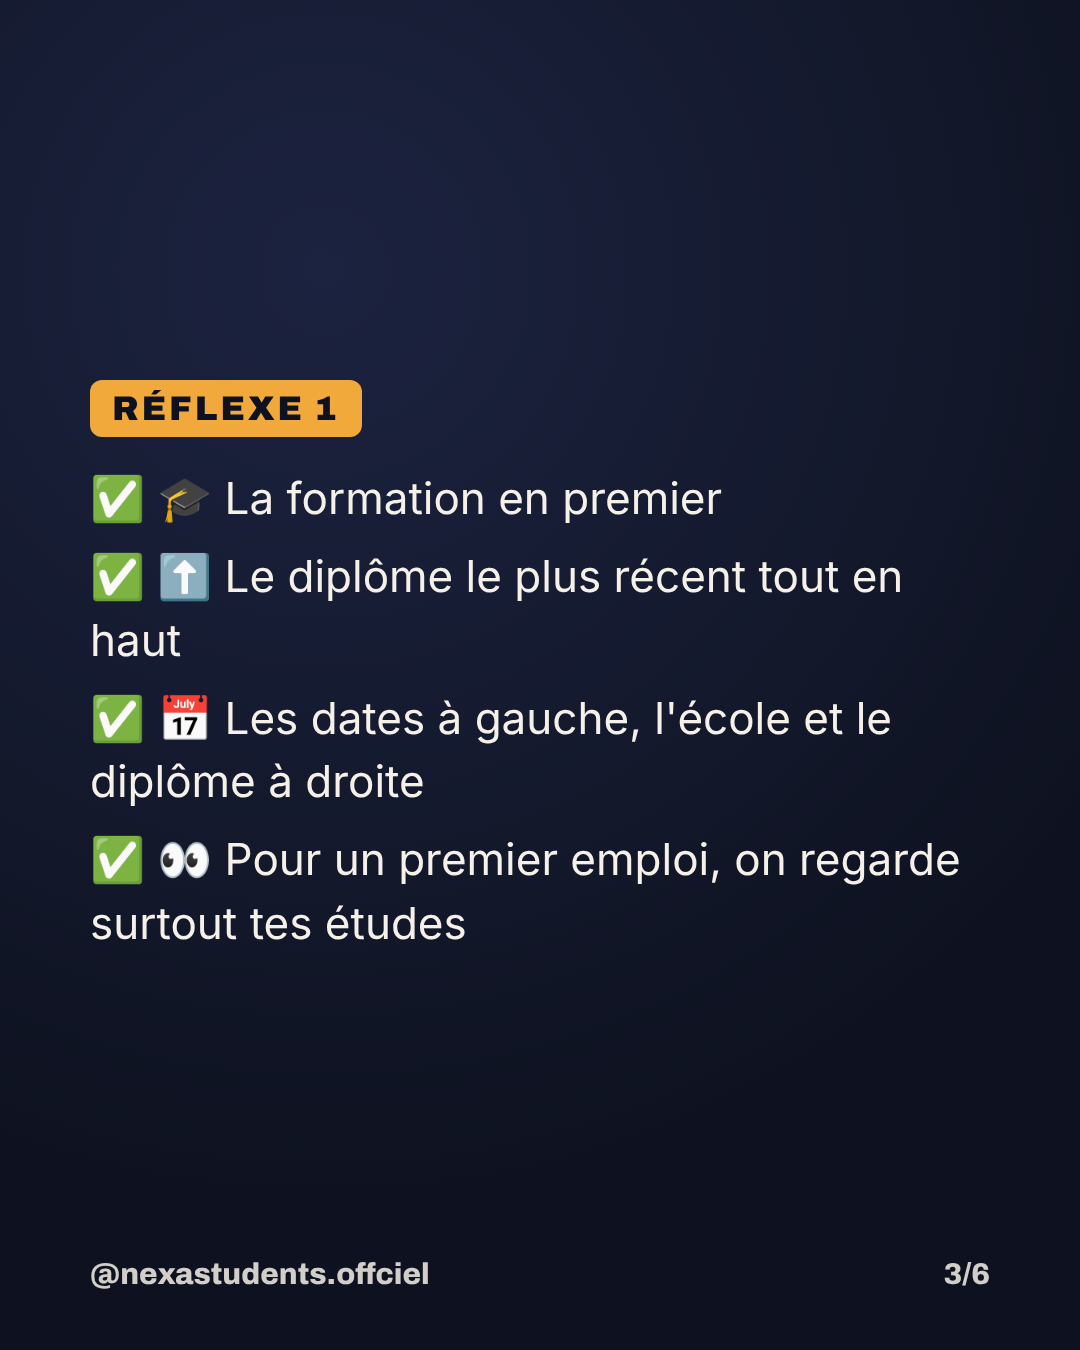 RÉFLEXE 1
✅ 🎓 La formation en premier
✅ ⬆️ Le diplôme le plus récent tout en
haut
✅ 📅 Les dates à gauche, l'école et le
diplôme à droite
✅ 👀 Pour un premier emploi, on regarde
surtout tes études
@nexastudents.offciel
3/6